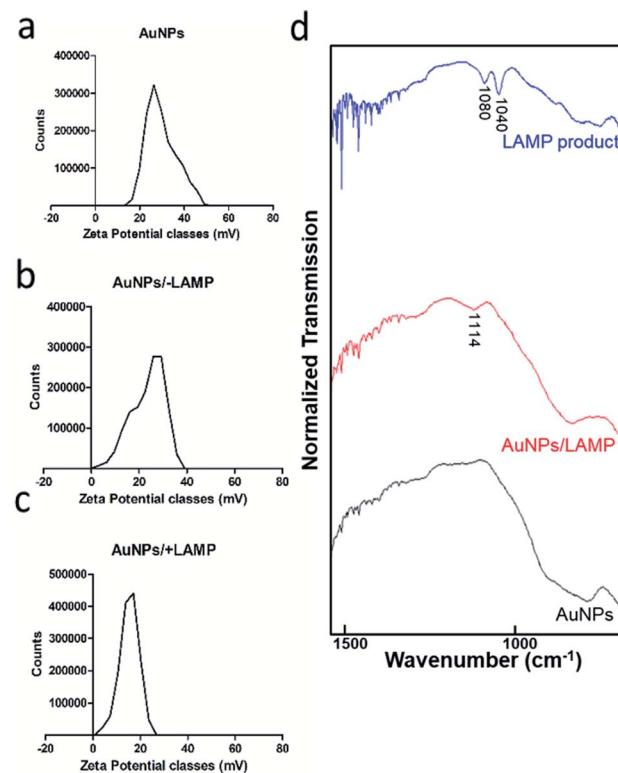 a
AuNPs
400000
300000
200000
100000
Counts
-20 0 20 40 60 80
Zeta Potential classes (mV)
b
AuNPs/-LAMP
400000
300000
200000
100000
Counts
-20 0 20 40 60 80
Zeta Potential classes (mV)
c
AuNPs/+LAMP
500000
400000
300000
200000
100000
Counts
-20 0 20 40 60 80
Zeta Potential classes (mV)
d
Normalized Transmission
1080
1040
LAMP product
1114
AuNPs/LAMP
AuNPs
1500 1000
Wavenumber (cm⁻¹)